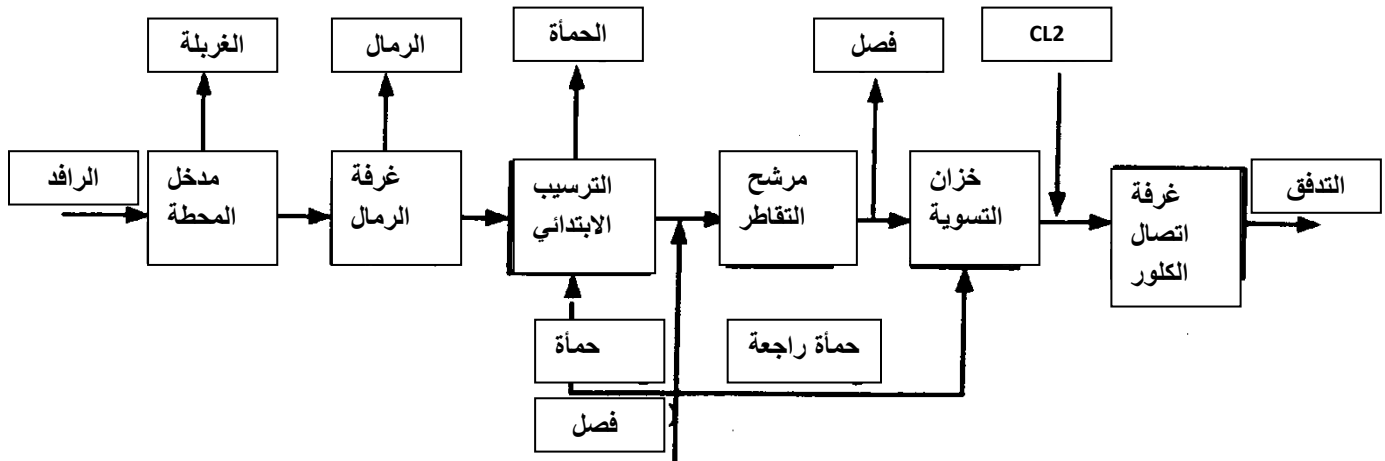 الغربلة
الرمال
الحمأة
فصل
CL2
الرافد
مدخل
المحطة
غرفة
الرمال
الترسيب
الابتدائي
مرشح
التقاطر
خزان
التسوية
غرفة
اتصال
الكلور
التدفق
حمأة
حمأة راجعة
فصل